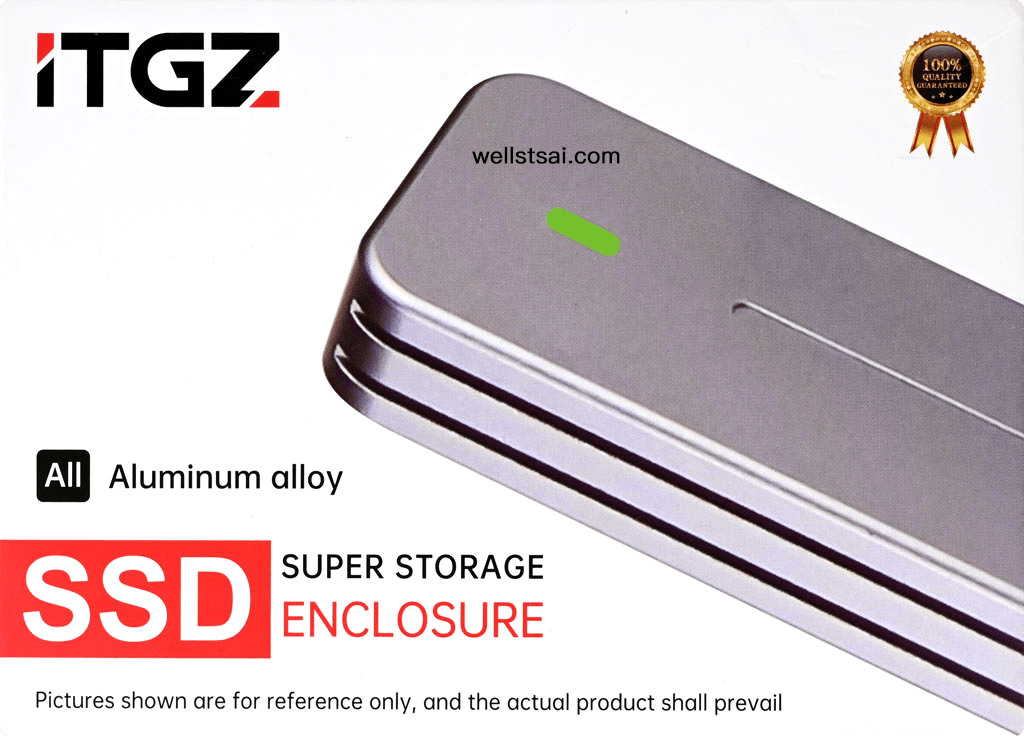 ITGZ
100%
QUALITY
GUARANTEED
wellstsai.com
All Aluminum alloy
SSD
SUPER STORAGE
ENCLOSURE
Pictures shown are for reference only, and the actual product shall prevail